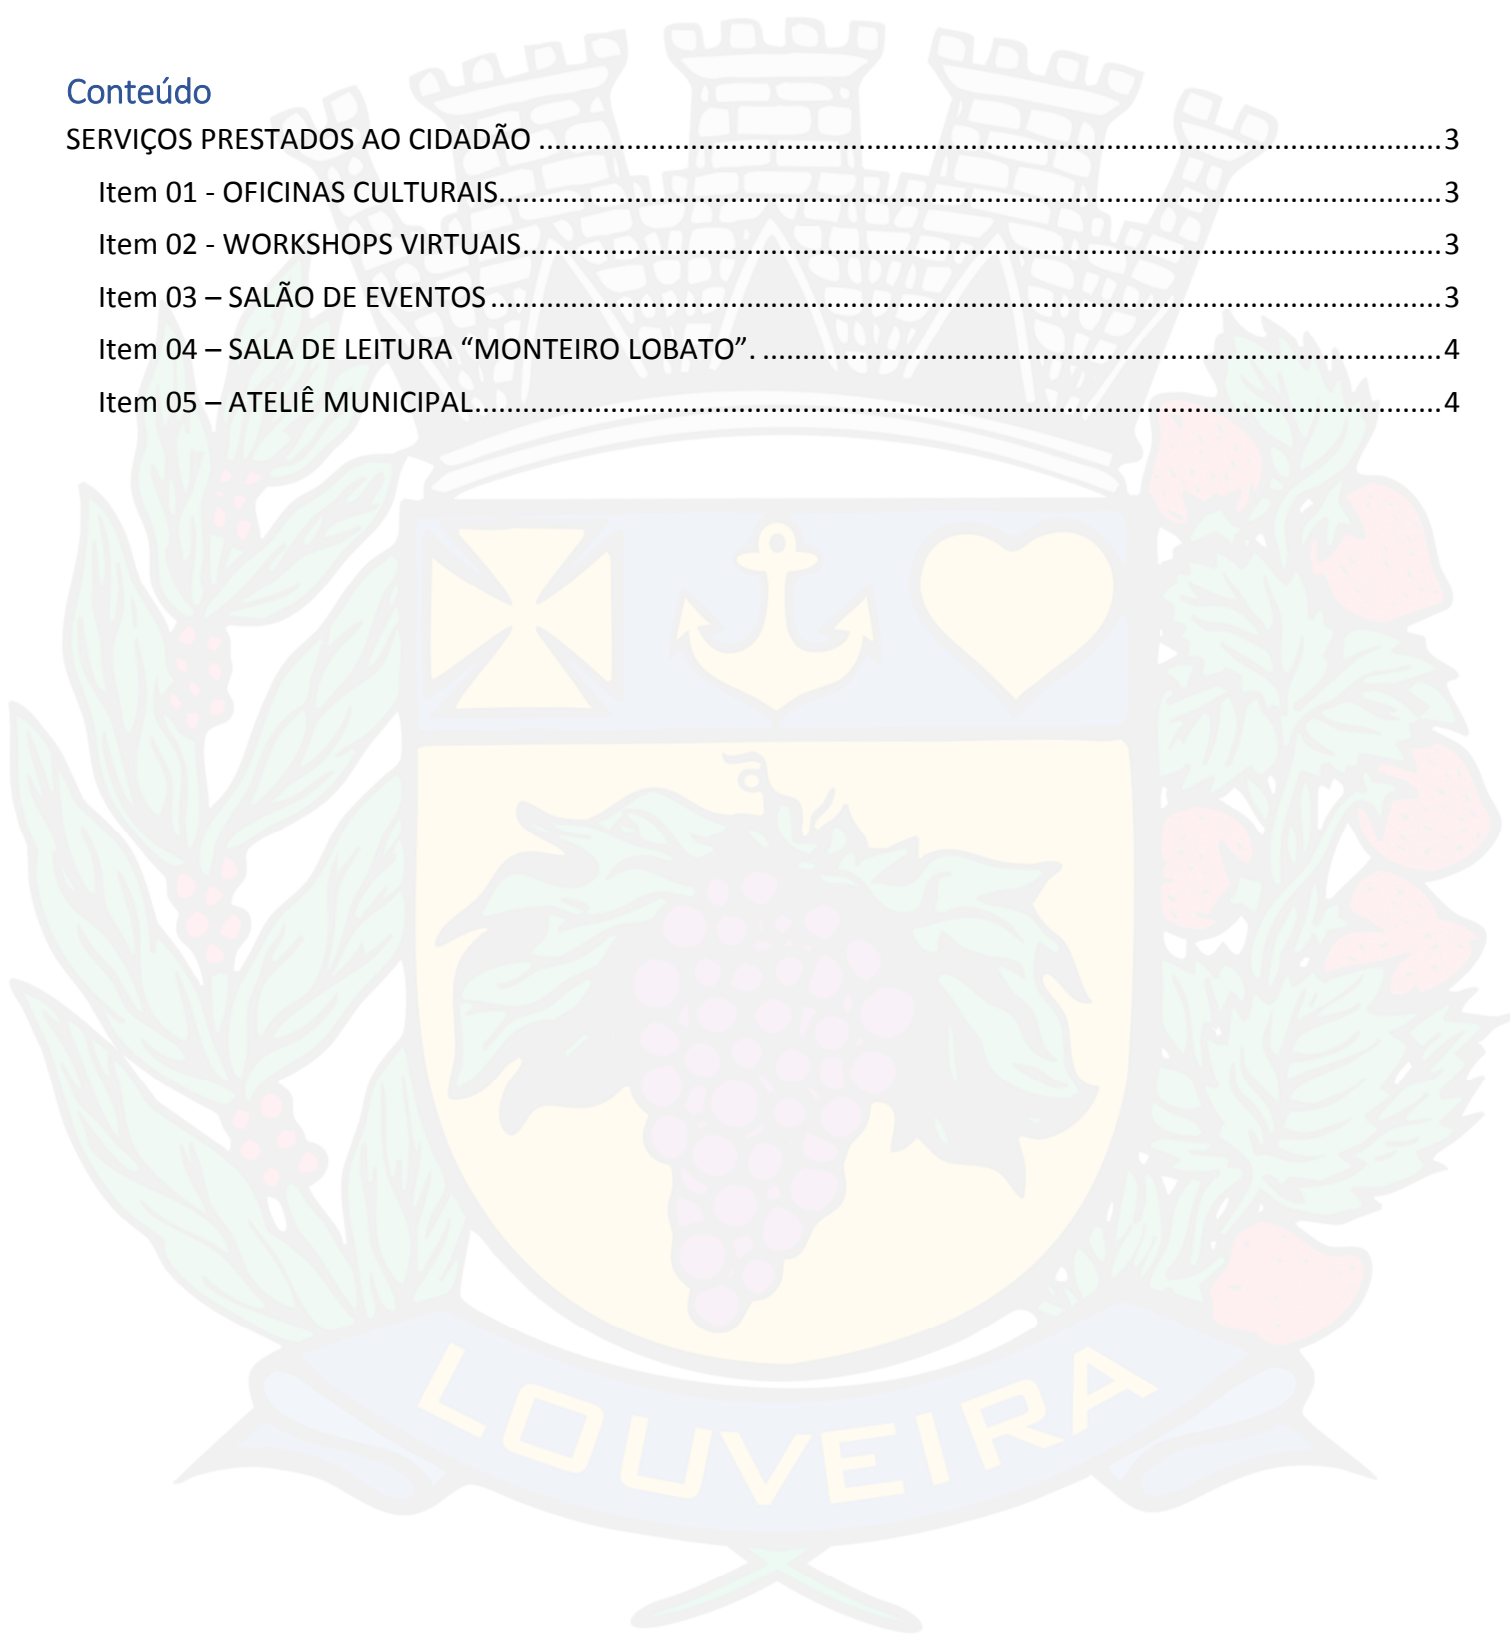 Conteúdo
SERVIÇOS PRESTADOS AO CIDADÃO ........................................ 3
Item 01 - OFICINAS CULTURAIS ........................................ 3
Item 02 - WORKSHOPS VIRTUAIS ........................................ 3
Item 03 – SALÃO DE EVENTOS ........................................ 3
Item 04 – SALA DE LEITURA “MONTEIRO LOBATO”. ........................................ 4
Item 05 – ATELIÊ MUNICIPAL ........................................ 4
LOUVEIRA